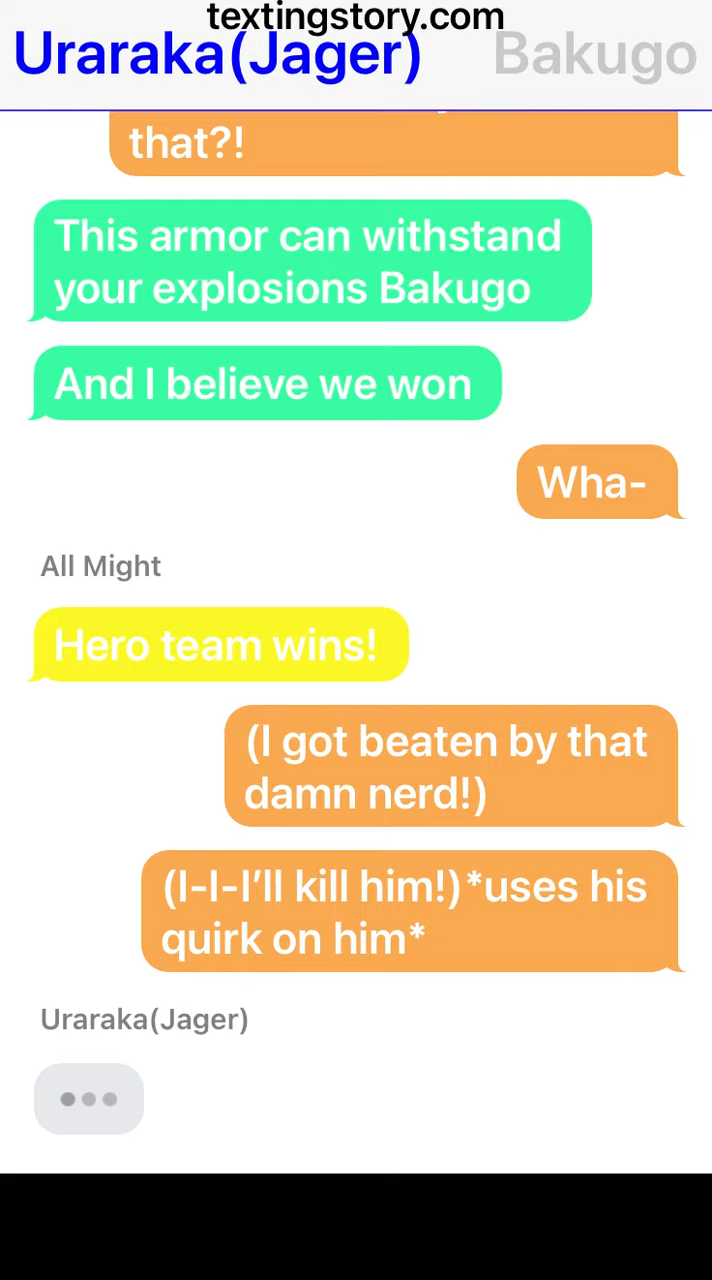 textingstory.com
Uraraka(Jager) Bakugo
that?!
This armor can withstand
your explosions Bakugo
And I believe we won
Wha-
All Might
Hero team wins!
(I got beaten by that
damn nerd!)
(I-I-I’ll kill him!)*uses his
quirk on him*
Uraraka(Jager)